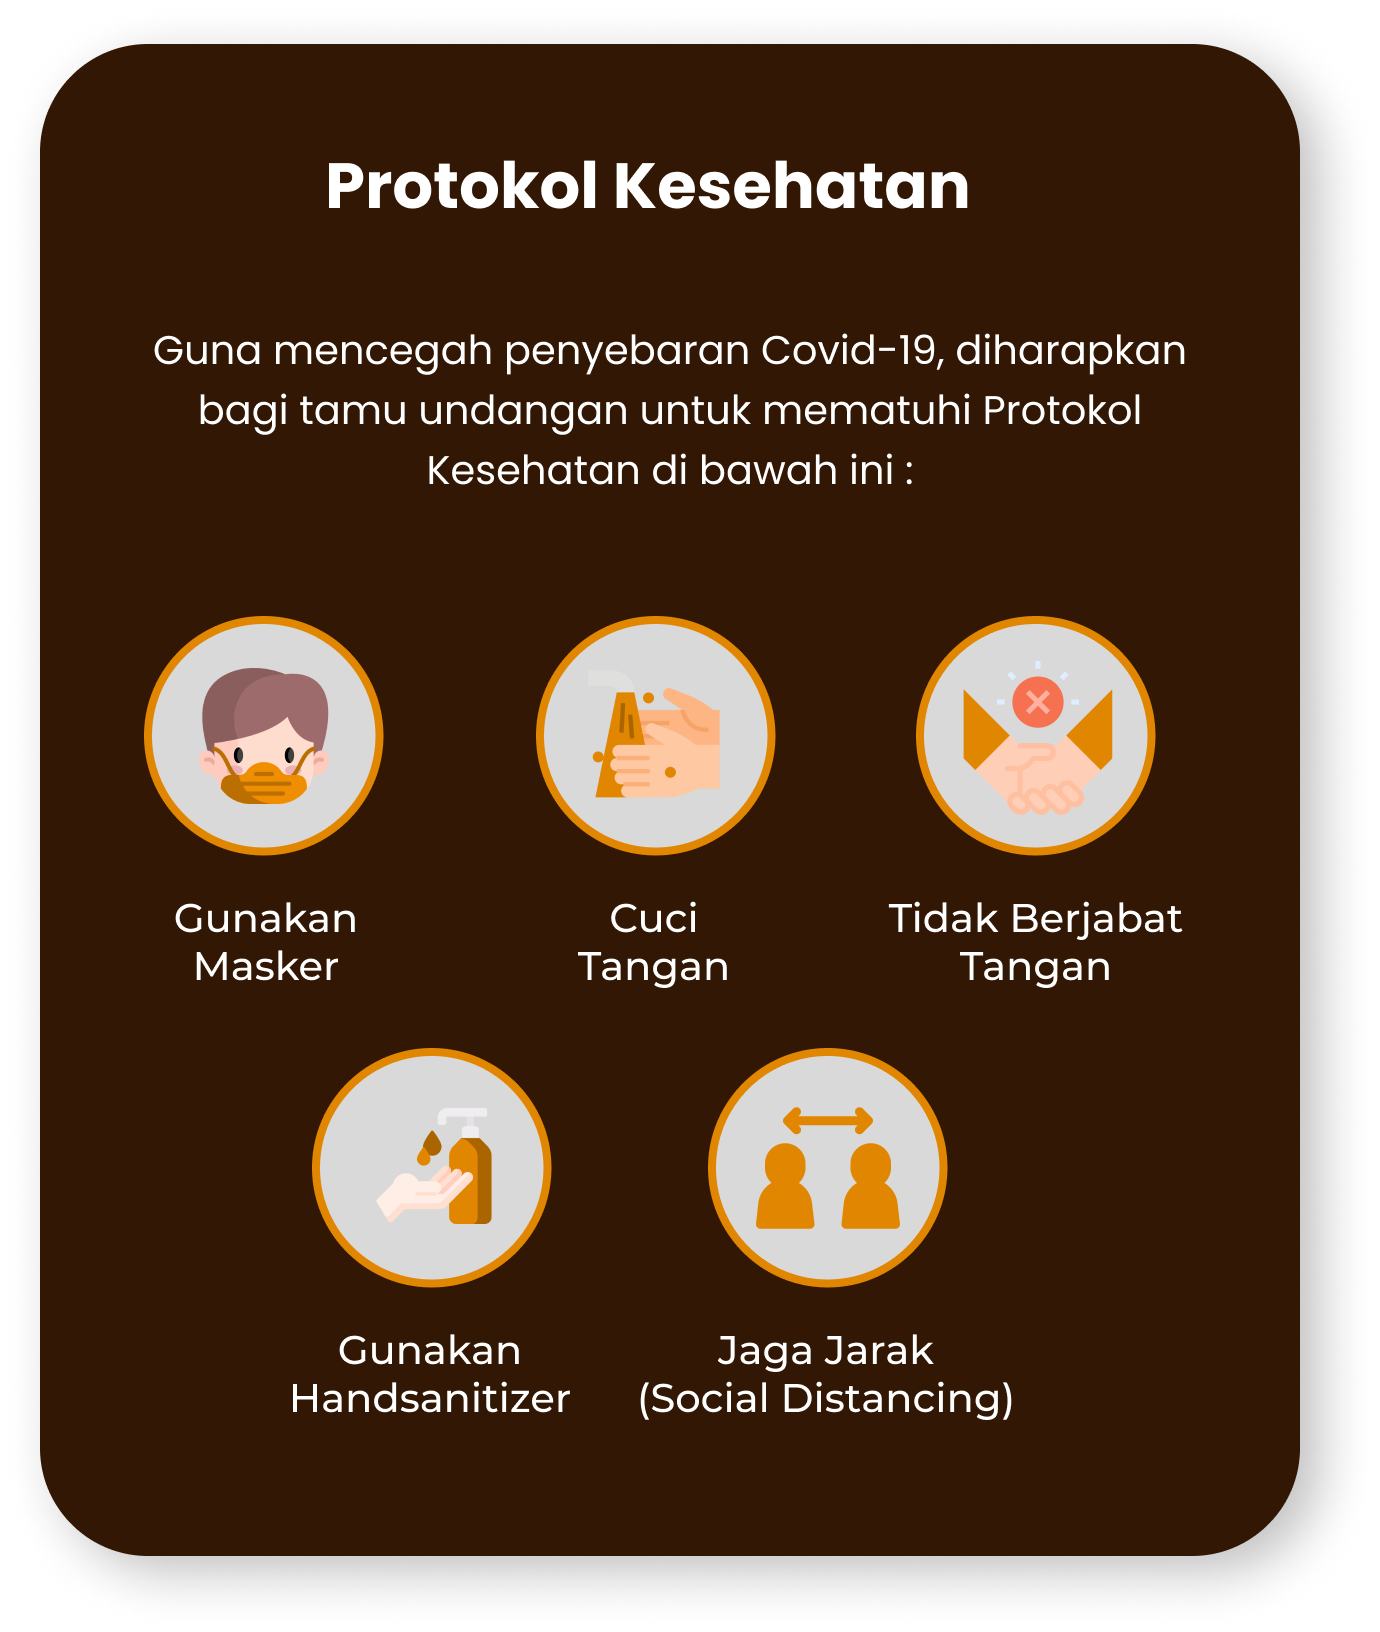 Protokol Kesehatan
Guna mencegah penyebaran Covid-19, diharapkan
bagi tamu undangan untuk mematuhi Protokol
Kesehatan di bawah ini :
Gunakan
Masker
Cuci
Tangan
Tidak Berjabat
Tangan
Gunakan
Handsanitizer
Jaga Jarak
(Social Distancing)